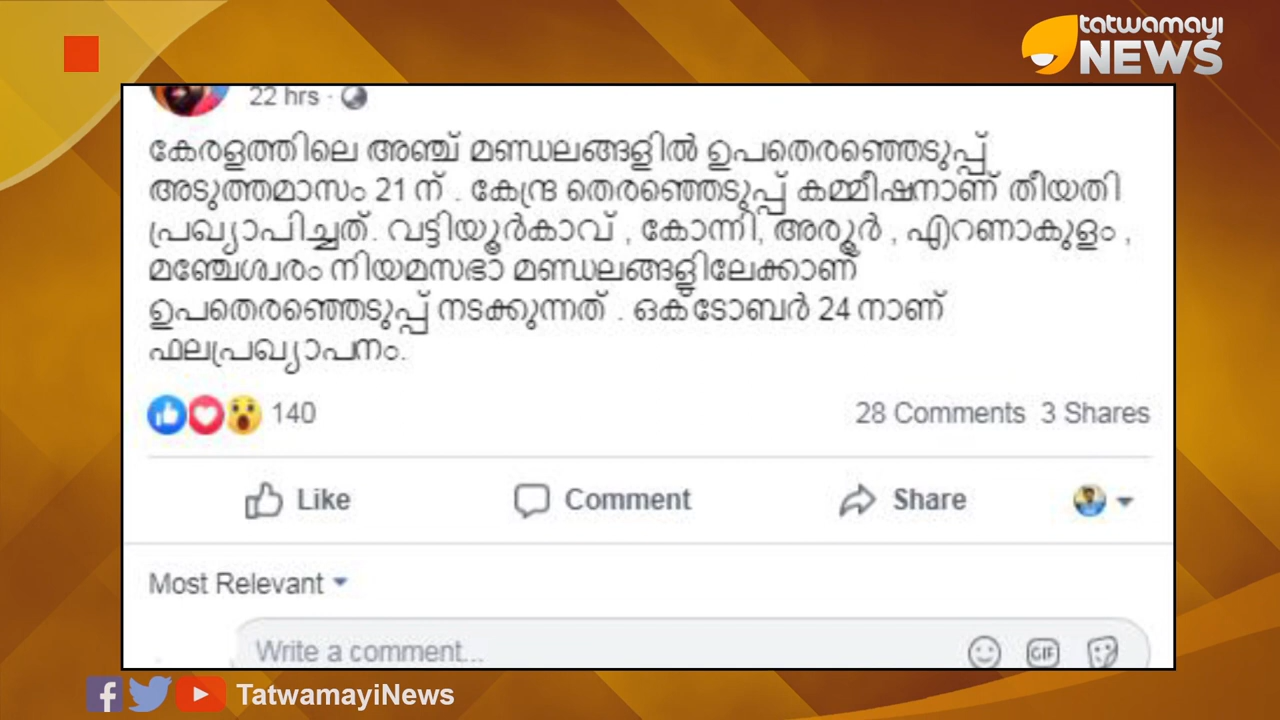 tatwamayi
NEWS
22 hrs ·
കേരളത്തിലെ അഞ്ച് മണ്ഡലങ്ങളിൽ ഉപതെരഞ്ഞെടുപ്പ്
അടുത്തമാസം 21 ന് . കേന്ദ്ര തെരഞ്ഞെടുപ്പ് കമ്മീഷനാണ് തീയതി
പ്രഖ്യാപിച്ചത്. വട്ടിയൂർകാവ് , കോന്നി, അരൂർ , എറണാകുളം ,
മഞ്ചേശ്വരം നിയമസഭാ മണ്ഡലങ്ങളിലേക്കാണ്
ഉപതെരഞ്ഞെടുപ്പ് നടക്കുന്നത് . ഒക്ടോബർ 24 നാണ്
ഫലപ്രഖ്യാപനം.
140 28 Comments 3 Shares
Like Comment Share
Most Relevant
Write a comment...
GIF
TatwamayiNews